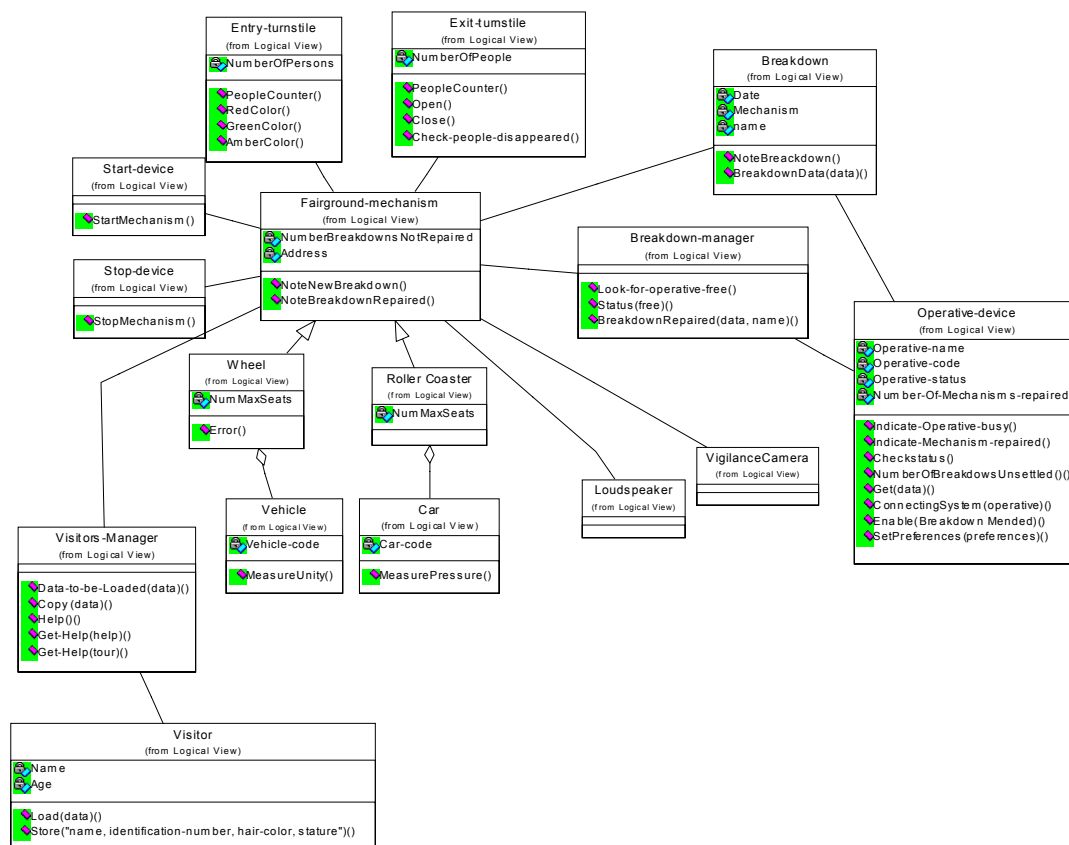 Entry-turnstile
(from Logical View)
NumberOfPersons
PeopleCounter()
RedColor()
GreenColor()
AmberColor()
Exit-turnstile
(from Logical View)
NumberOfPeople
PeopleCounter()
Open()
Close()
Check-people-disappeared()
Breakdown
(from Logical View)
Date
Mechanism
name
NoteBreackdown()
BreakdownData(data)()
Start-device
(from Logical View)
StartMechanism()
Fairground-mechanism
(from Logical View)
NumberBreakdownsNotRepaired
Address
NoteNewBreakdown()
NoteBreakdownRepaired()
Breakdown-manager
(from Logical View)
Look-for-operative-free()
Status(free)()
BreakdownRepaired(data, name)()
Stop-device
(from Logical View)
StopMechanism()
Operative-device
(from Logical View)
Operative-name
Operative-code
Operative-status
Number-Of-Mechanisms-repaired
Indicate-Operative-busy()
Indicate-Mechanism-repaired()
Checkstatus()
NumberOfBreakdowsUnsettled()()
Get(data)()
ConnectingSystem(operative)()
Enable(Breakdown Mended)()
SetPreferences(preferences)()
Wheel
(from Logical View)
NumMaxSeats
Error()
Roller Coaster
(from Logical View)
NumMaxSeats
VigilanceCamera
(from Logical View)
Loudspeaker
(from Logical View)
Vehicle
(from Logical View)
Vehicle-code
MeasureUnity()
Car
(from Logical View)
Car-code
MeasurePressure()
Visitors-Manager
(from Logical View)
Data-to-be-Loaded(data)()
Copy(data)()
Help()()
Get-Help(help)()
Get-Help(tour)()
Visitor
(from Logical View)
Name
Age
Load(data)()
Store("name, identification-number, hair-color, stature")()